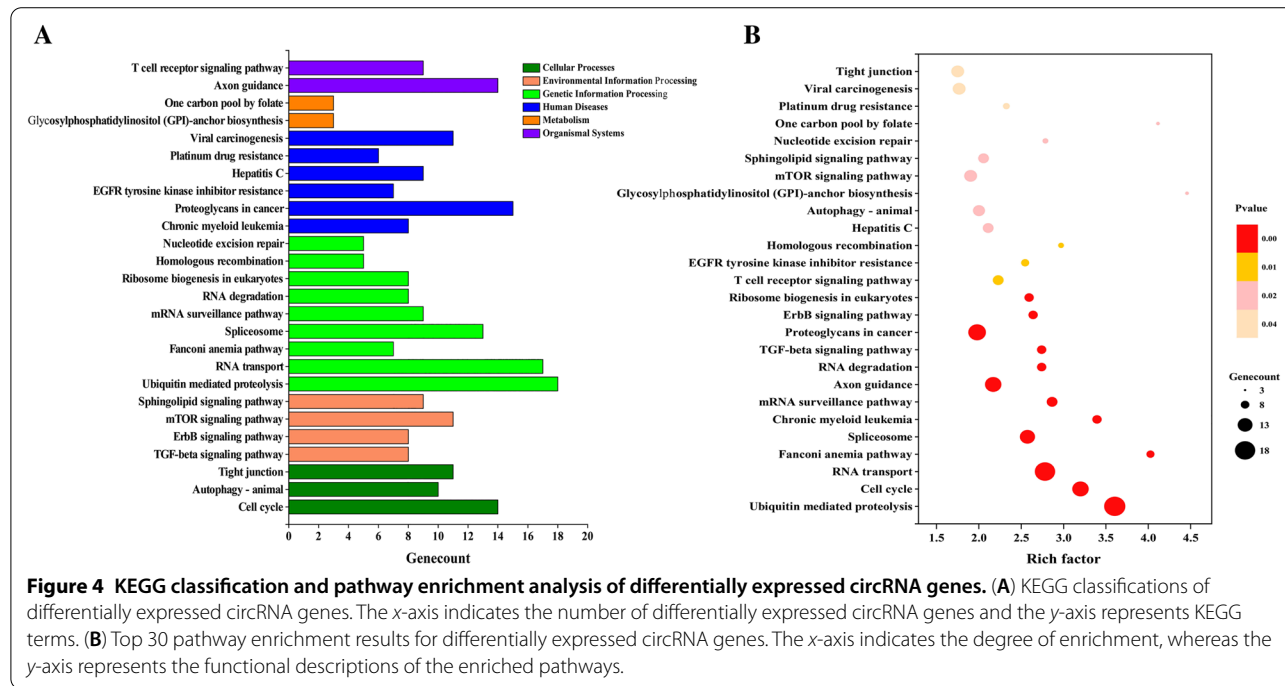 A
T cell receptor signaling pathway
Axon guidance
One carbon pool by folate
Glycosylphosphatidylinositol (GPI)-anchor biosynthesis
Viral carcinogenesis
Platinum drug resistance
Hepatitis C
EGFR tyrosine kinase inhibitor resistance
Proteoglycans in cancer
Chronic myeloid leukemia
Nucleotide excision repair
Homologous recombination
Ribosome biogenesis in eukaryotes
RNA degradation
mRNA surveillance pathway
Spliceosome
Fanconi anemia pathway
RNA transport
Ubiquitin mediated proteolysis
Sphingolipid signaling pathway
mTOR signaling pathway
ErbB signaling pathway
TGF-beta signaling pathway
Tight junction
Autophagy - animal
Cell cycle
0 2 4 6 8 10 12 14 16 18 20
Genecount
Cellular Processes
Environmental Information Processing
Genetic Information Processing
Human Diseases
Metabolism
Organismal Systems
B
Tight junction
Viral carcinogenesis
Platinum drug resistance
One carbon pool by folate
Nucleotide excision repair
Sphingolipid signaling pathway
mTOR signaling pathway
Glycosylphosphatidylinositol (GPI)-anchor biosynthesis
Autophagy - animal
Hepatitis C
Homologous recombination
EGFR tyrosine kinase inhibitor resistance
T cell receptor signaling pathway
Ribosome biogenesis in eukaryotes
ErbB signaling pathway
Proteoglycans in cancer
TGF-beta signaling pathway
RNA degradation
Axon guidance
mRNA surveillance pathway
Chronic myeloid leukemia
Spliceosome
Fanconi anemia pathway
RNA transport
Cell cycle
Ubiquitin mediated proteolysis
1.5 2.0 2.5 3.0 3.5 4.0 4.5
Rich factor
Pvalue
0.00
0.01
0.02
0.04
Genecount
3
8
13
18
Figure 4 KEGG classification and pathway enrichment analysis of differentially expressed circRNA genes. (A) KEGG classifications of
differentially expressed circRNA genes. The x-axis indicates the number of differentially expressed circRNA genes and the y-axis represents KEGG
terms. (B) Top 30 pathway enrichment results for differentially expressed circRNA genes. The x-axis indicates the degree of enrichment, whereas the
y-axis represents the functional descriptions of the enriched pathways.